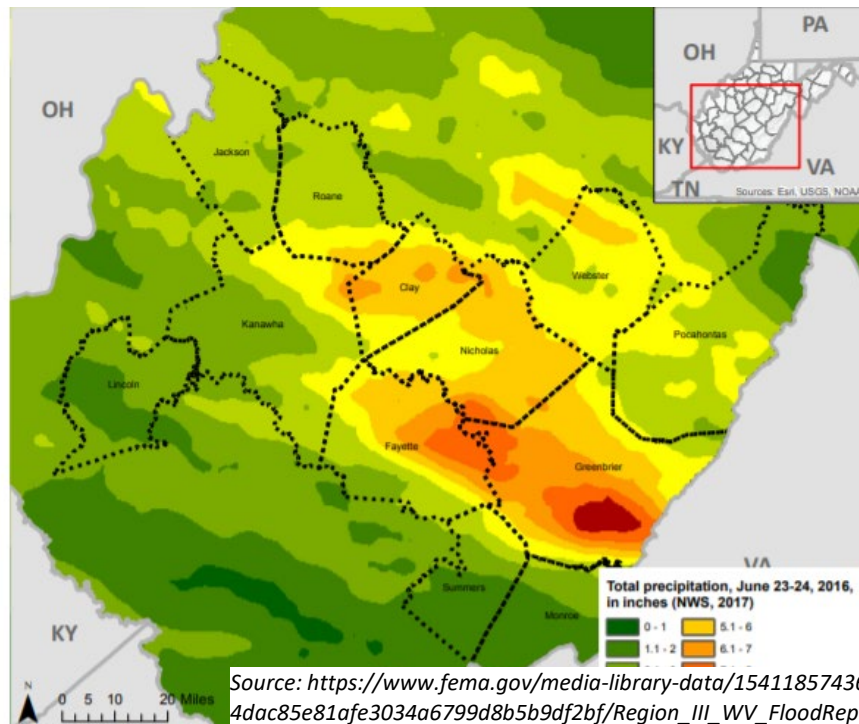 PA
OH
KY
VA
TN
Sources: Esri, USGS, NOAA
OH
Jackson
Roane
Webster
Clay
Pocahontas
Kanawha
Nicholas
Lincoln
Fayette
Greenbrier
VA
Summers
Monroe
KY
Total precipitation, June 23-24, 2016,
in inches (NWS, 2017)
0 - 1
5.1 - 6
1.1 - 2
6.1 - 7
N
0 5 10 20 Miles
Source: https://www.fema.gov/media-library-data/1541185743
4dac85e81afe3034a6799d8b5b9df2bf/Region_III_WV_FloodRep